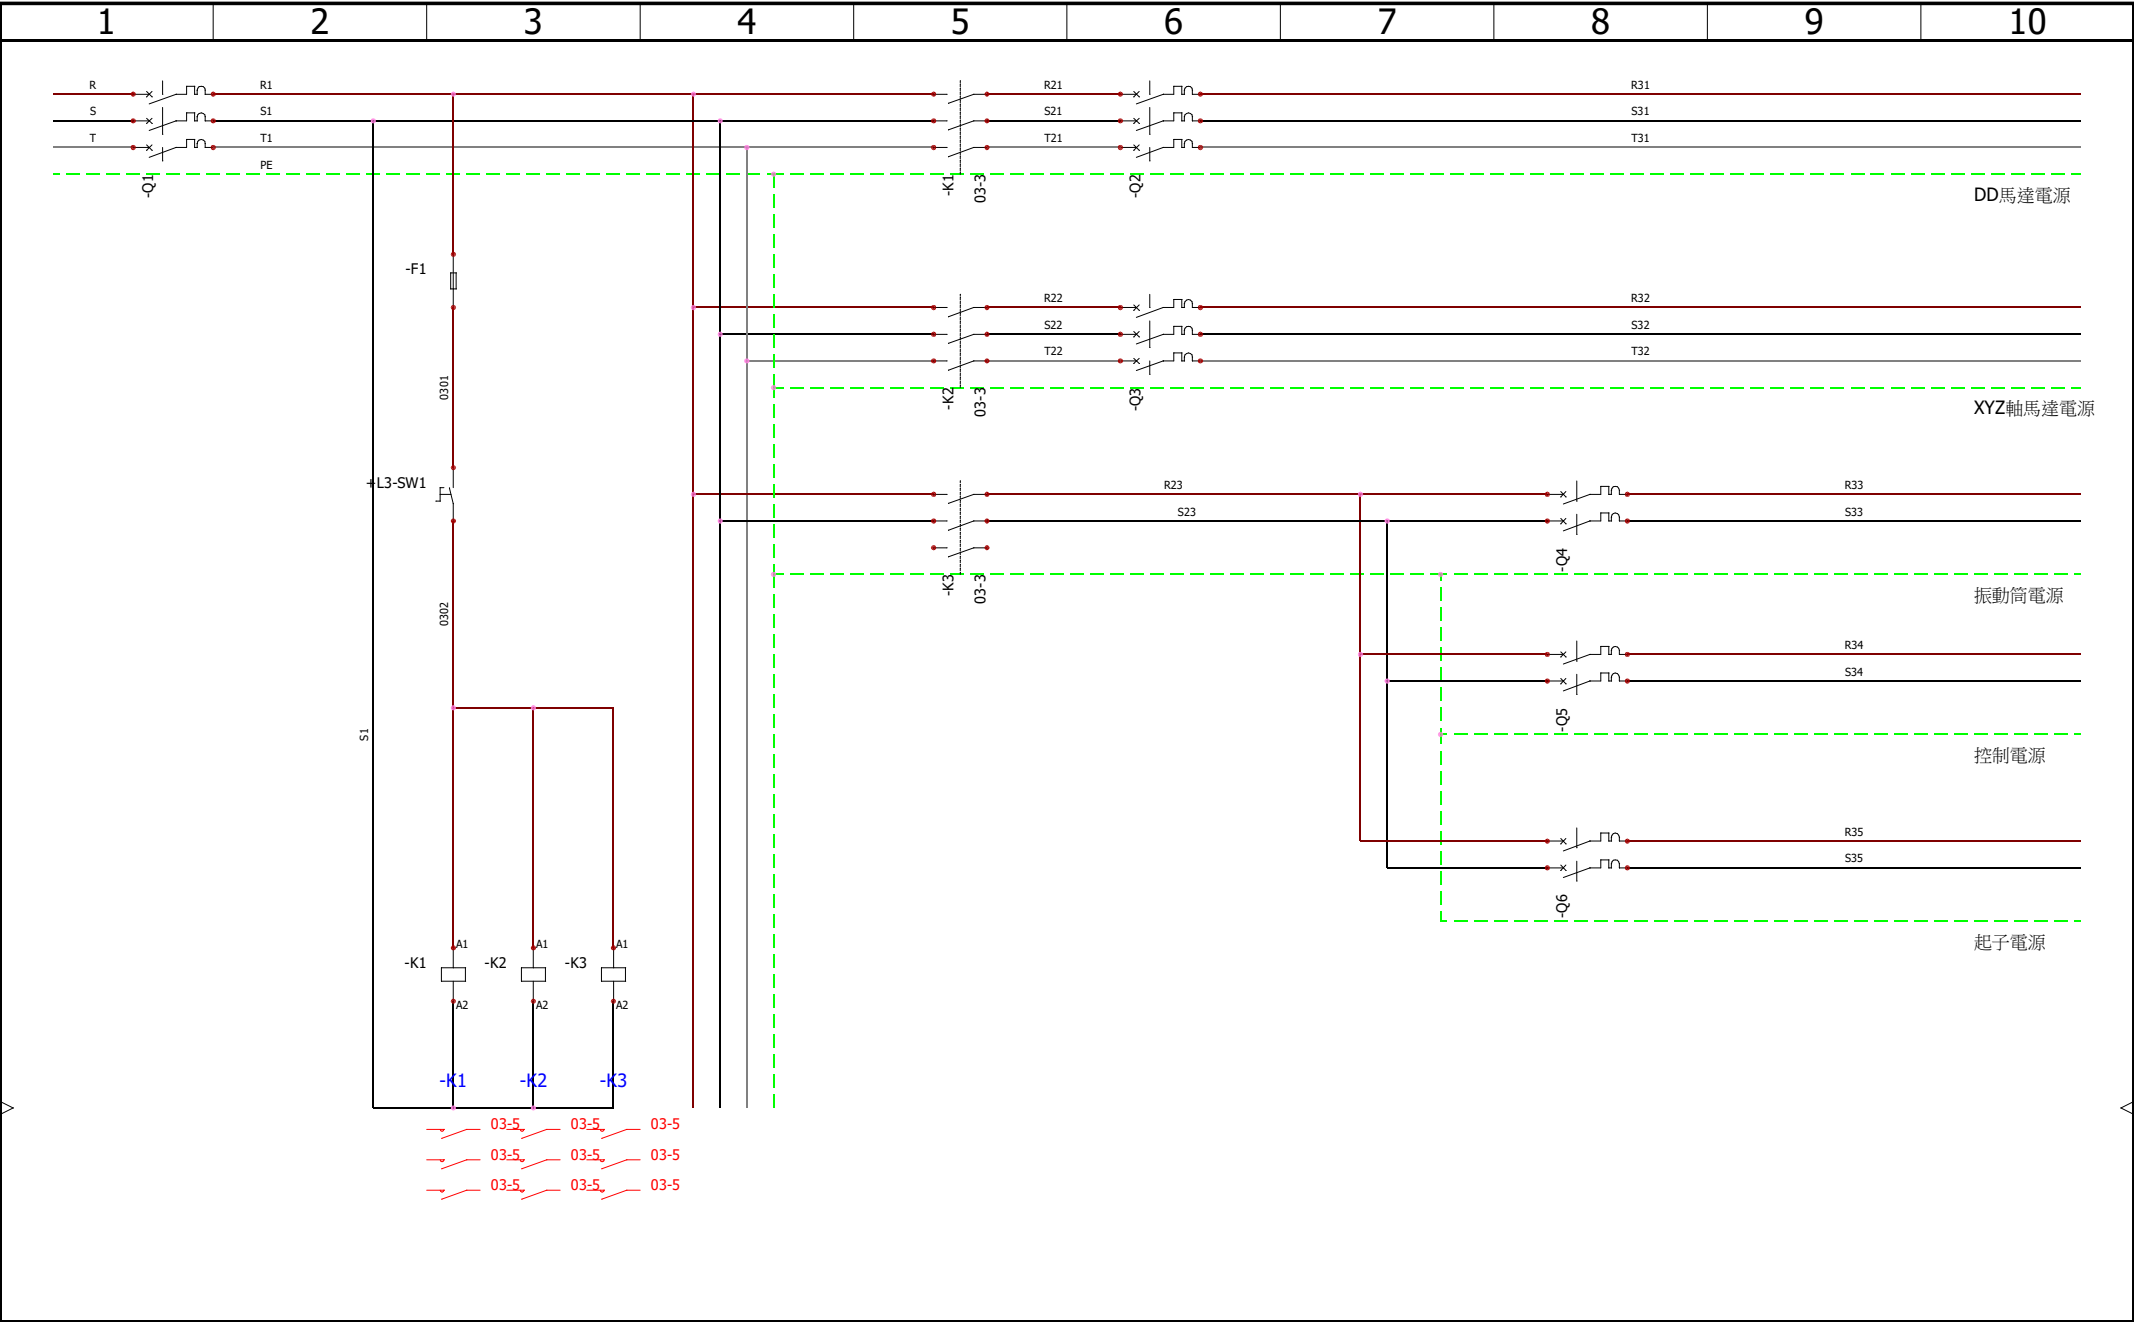 1 2 3 4 5 6 7 8 9 10
R R1 R21 R31
S S1 S21 S31
T T1 T21 T31
PE
-Q1 -K1 03-3 -Q2
DD馬達電源
-F1
R22 R32
S22 S32
T22 T32
0301
-K2 03-3 -Q3
XYZ軸馬達電源
+L3-SW1
R23 R33
S23 S33
-K3 03-3 -Q4
振動筒電源
0302
R34
S34
-Q5
S1
控制電源
R35
S35
-Q6
起子電源
A1 A1 A1
-K1 -K2 -K3
A2 A2 A2
-K1 -K2 -K3
03-5 03-5 03-5
03-5 03-5 03-5
03-5 03-5 03-5